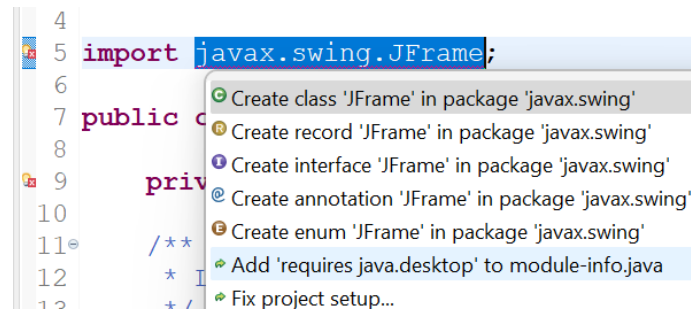 4
5 import javax.swing.JFrame;
6
Create class 'JFrame' in package 'javax.swing'
7 public c
Create record 'JFrame' in package 'javax.swing'
8
Create interface 'JFrame' in package 'javax.swing'
9 priv
Create annotation 'JFrame' in package 'javax.swing'
10
Create enum 'JFrame' in package 'javax.swing'
11 /**
Add 'requires java.desktop' to module-info.java
12 * I
Fix project setup...
13 */